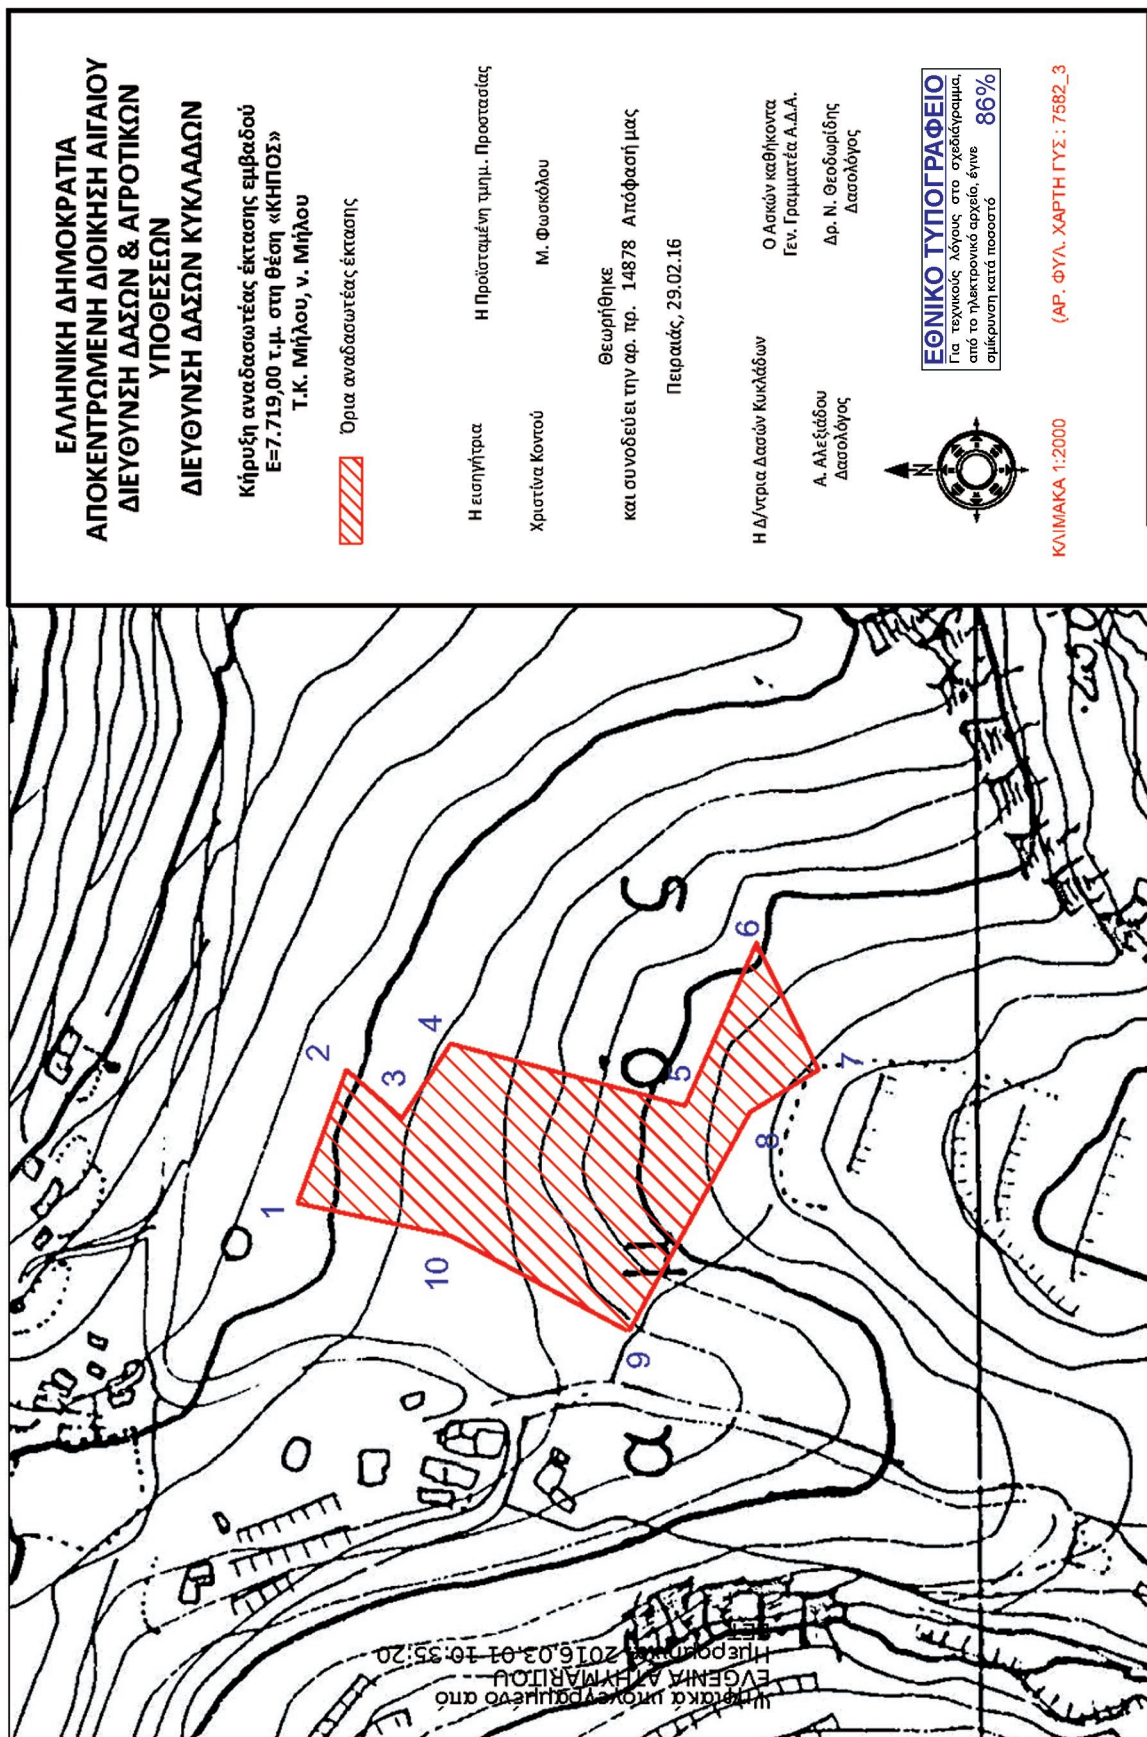 ΕΛΛΗΝΙΚΗ ΔΗΜΟΚΡΑΤΙΑ
ΑΠΟΚΕΝΤΡΩΜΕΝΗ ΔΙΟΙΚΗΣΗ ΑΙΓΑΙΟΥ
ΔΙΕΥΘΥΝΣΗ ΔΑΣΩΝ & ΑΓΡΟΤΙΚΩΝ
ΥΠΟΘΕΣΕΩΝ
ΔΙΕΥΘΥΝΣΗ ΔΑΣΩΝ ΚΥΚΛΑΔΩΝ
Κήρυξη αναδασωτέας έκτασης εμβαδού
Ε=7.719,00 τ.μ. στη θέση «ΚΗΠΟΣ»
Τ.Κ. Μήλου, ν. Μήλου
Όρια αναδασωτέας έκτασης
Η εισηγήτρια
Η Προϊσταμένη τμημ. Προστασίας
Χριστίνα Κοντού
Μ. Φωσκόλου
Θεωρήθηκε
και συνοδεύει την αρ. πρ. 14878 Απόφασή μας
Πειραιάς, 29.02.16
Η Δ/ντρια Δασών Κυκλάδων
Ο Ασκών καθήκοντα
Γεν. Γραμματέα Α.Δ.Α.
Α. Αλεξιάδου
Δασολόγος
Δρ. Ν. Θεοδωρίδης
Δασολόγος
N
ΕΘΝΙΚΟ ΤΥΠΟΓΡΑΦΕΙΟ
Για τεχνικούς λόγους στο σχεδιάγραμμα,
από το ηλεκτρονικό αρχείο, έγινε
σμίκρυνση κατά ποσοστό 86%
ΚΛΙΜΑΚΑ 1:2000
(ΑΡ. ΦΥΛ. ΧΑΡΤΗ ΓΥΣ : 7582_3
1
2
3
4
5
6
7
8
9
10
α π ό ς
Ψηφιακά υπογεγραμμένο από
EVGENIA ATHYMARITOU
Ημερομηνία 2016.03.01 10:35:20